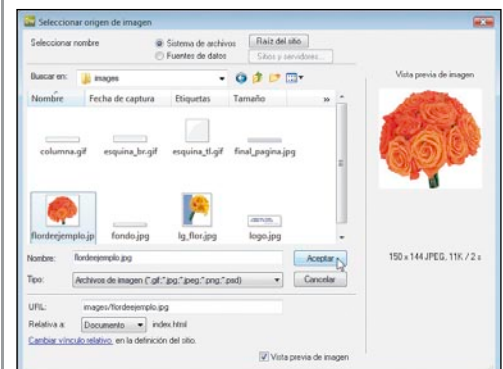 Seleccionar origen de imagen
Seleccionar nombre
Sistema de archivos
Raíz del sitio
Fuentes de datos
Sitios y servidores...
Buscar en:
images
Vista previa de imagen
Nombre Fecha de captura Etiquetas Tamaño »
columna.gif esquina_br.gif esquina_tl.gif final_pagina.jpg
flordeejemplo.jp fondo.jpg lg_flor.jpg logo.jpg
Nombre: flordeejemplo.jpg Aceptar
150 x 144 JPEG, 11K / 2 s
Tipo: Archivos de imagen (*.gif;*.jpg;*.jpeg;*.png;*.psd) Cancelar
URL: images/flordeejemplo.jpg
Relativa a: Documento index.html
Cambiar vínculo relativo en la definición del sitio.
Vista previa de imagen